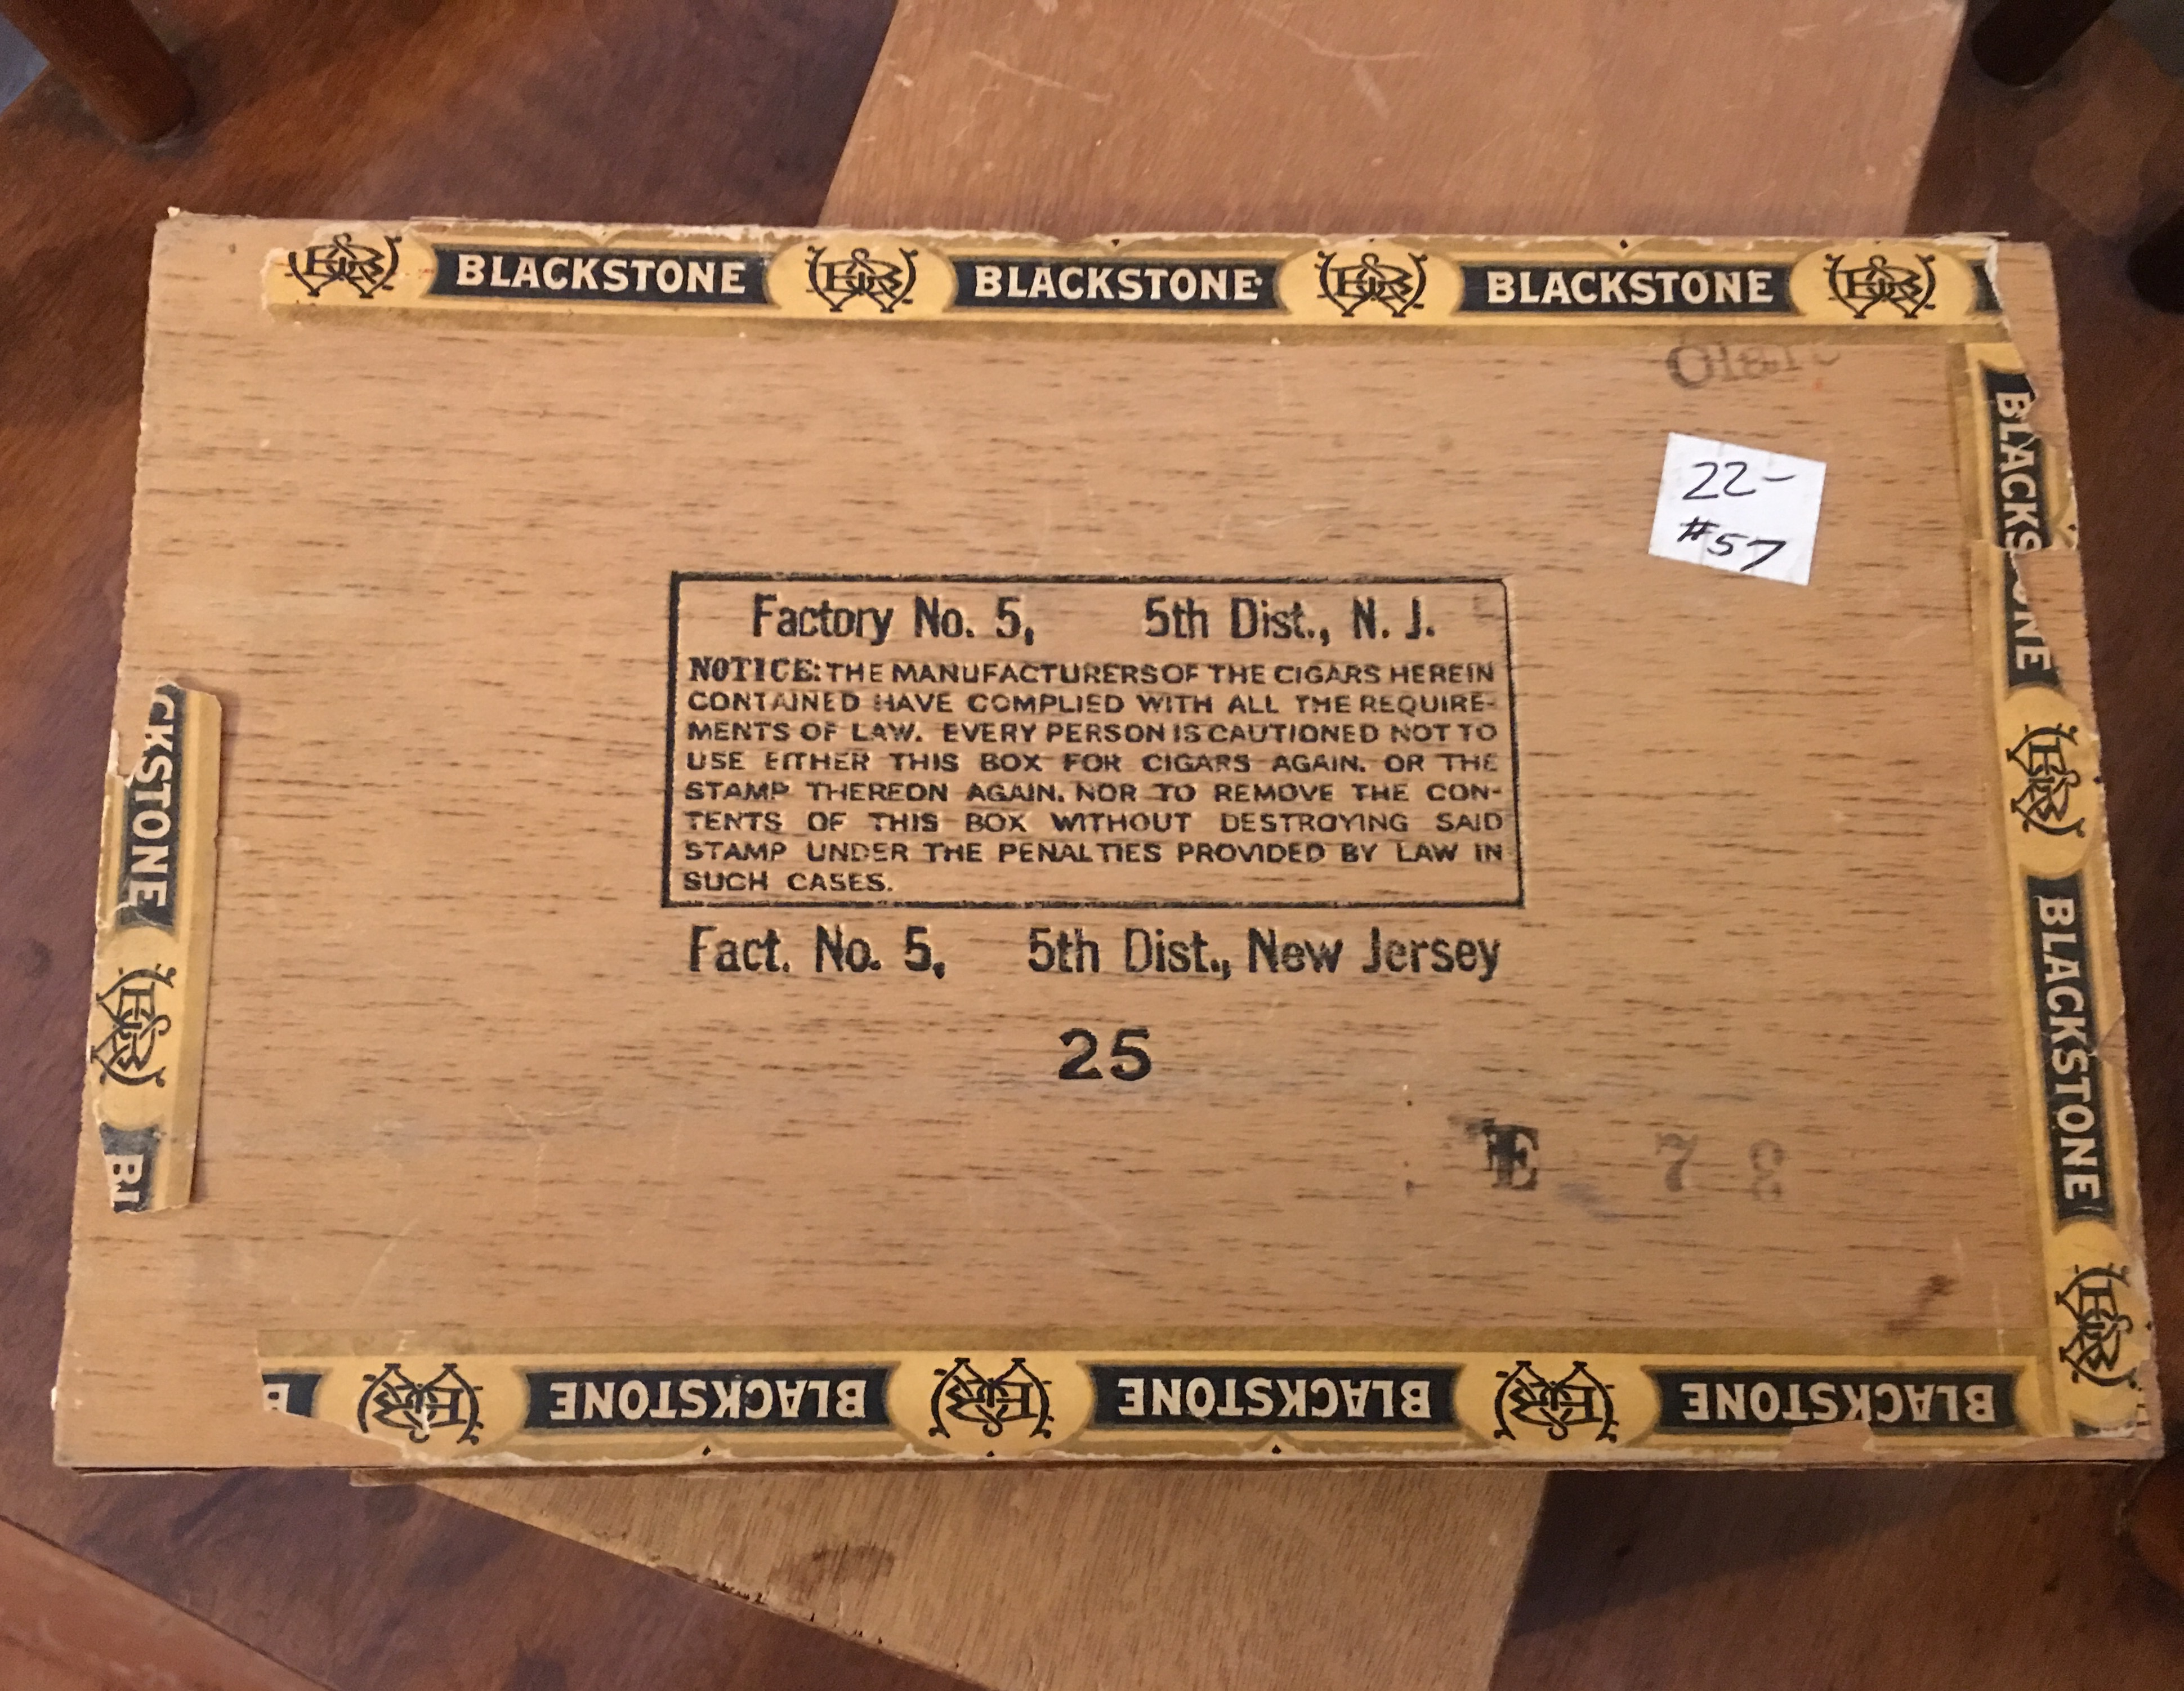 BLACKSTONE BLACKSTONE BLACKSTONE
22-
#57
BLACKSTONE
BLACKSTONE
CKSTONE
BL
Factory No. 5, 5th Dist., N. J.
NOTICE: THE MANUFACTURERS OF THE CIGARS HEREIN
CONTAINED HAVE COMPLIED WITH ALL THE REQUIRE-
MENTS OF LAW. EVERY PERSON IS CAUTIONED NOT TO
USE EITHER THIS BOX FOR CIGARS AGAIN. OR THE
STAMP THEREON AGAIN. NOR TO REMOVE THE CON-
TENTS OF THIS BOX WITHOUT DESTROYING SAID
STAMP UNDER THE PENALTIES PROVIDED BY LAW IN
SUCH CASES.
Fact. No. 5, 5th Dist., New Jersey
25
E 73
B BLACKSTONE BLACKSTONE BLACKSTONE